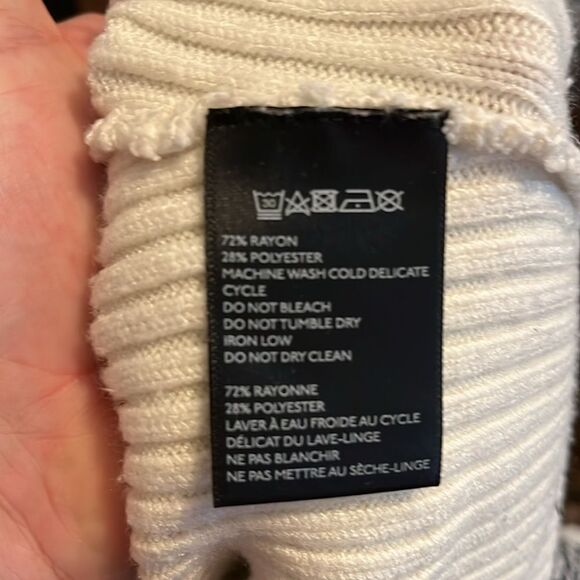 30
72% RAYON
28% POLYESTER
MACHINE WASH COLD DELICATE
CYCLE
DO NOT BLEACH
DO NOT TUMBLE DRY
IRON LOW
DO NOT DRY CLEAN
72% RAYONNE
28% POLYESTER
LAVER À EAU FROIDE AU CYCLE
DÉLICAT DU LAVE-LINGE
NE PAS BLANCHIR
NE PAS METTRE AU SÈCHE-LINGE